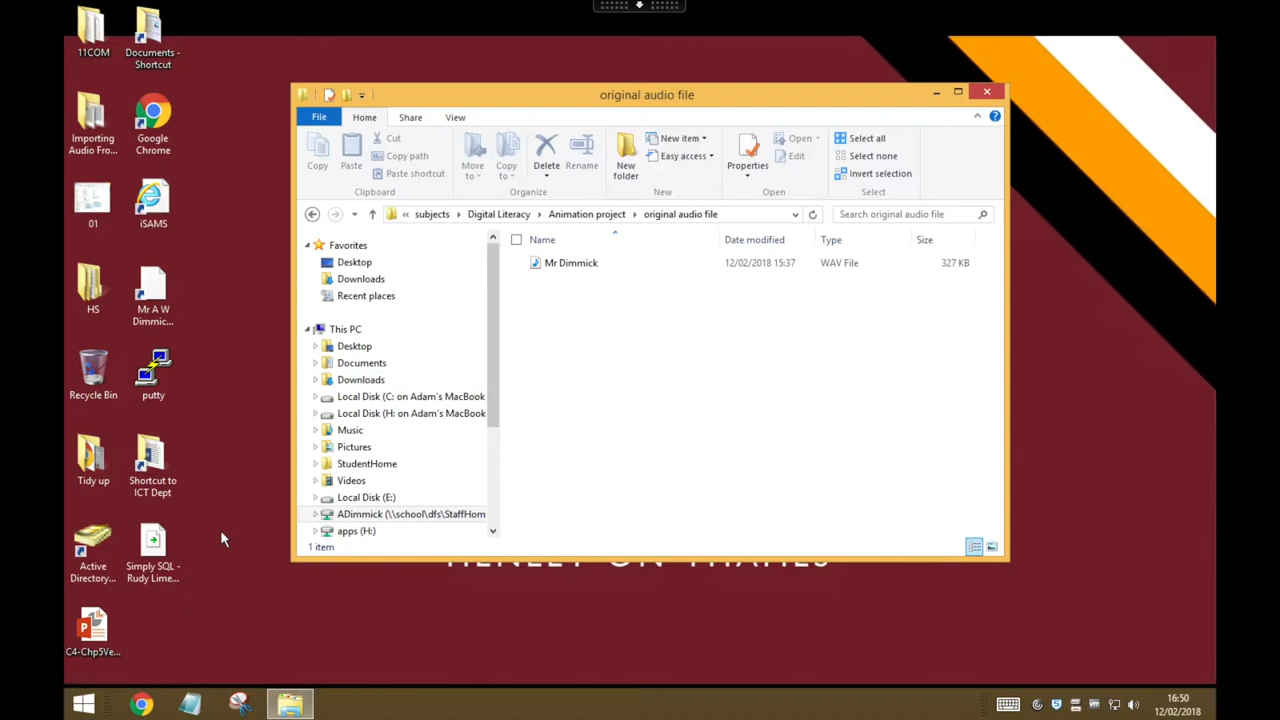 11COM
Documents -
Shortcut
Importing
Audio Fro...
Google
Chrome
01
iSAMS
HS
Mr A W
Dimmic...
Recycle Bin
putty
Tidy up
Shortcut to
ICT Dept
Active
Directory...
Simply SQL -
Rudy Lime...
C4-Chp5Ve...
original audio file
File
Home
Share
View
Copy
Paste
Cut
Copy path
Paste shortcut
Clipboard
Move
to
Copy
to
Delete
Rename
Organize
New
folder
New item
Easy access
New
Properties
Open
Edit
Open
Select all
Select none
Invert selection
Select
« subjects
Digital Literacy
Animation project
original audio file
Search original audio file
Name
Date modified
Type
Size
Mr Dimmick
12/02/2018 15:37
WAV File
327 KB
Favorites
Desktop
Downloads
Recent places
This PC
Desktop
Documents
Downloads
Local Disk (C: on Adam's MacBook
Local Disk (H: on Adam's MacBook
Music
Pictures
StudentHome
Videos
Local Disk (E:)
ADimmick (\\school\dfs\StaffHom
apps (H:)
1 item
HENLEY ON THAMES
16:50
12/02/2018